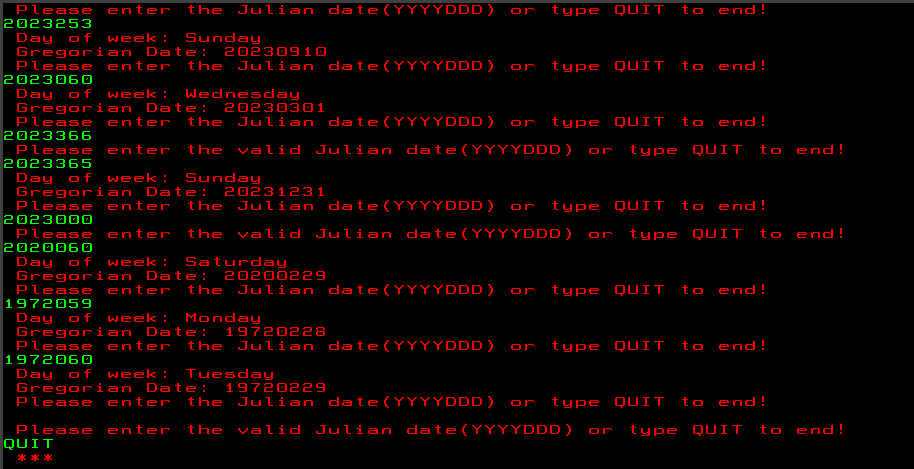 Please enter the Julian date(YYYYDDD) or type QUIT to end!
2023253
Day of week: Sunday
Gregorian Date: 20230910
Please enter the Julian date(YYYYDDD) or type QUIT to end!
2023060
Day of week: Wednesday
Gregorian Date: 20230301
Please enter the Julian date(YYYYDDD) or type QUIT to end!
2023366
Please enter the valid Julian date(YYYYDDD) or type QUIT to end!
2023365
Day of week: Sunday
Gregorian Date: 20231231
Please enter the Julian date(YYYYDDD) or type QUIT to end!
2023000
Please enter the valid Julian date(YYYYDDD) or type QUIT to end!
2020060
Day of week: Saturday
Gregorian Date: 20200229
Please enter the Julian date(YYYYDDD) or type QUIT to end!
1972059
Day of week: Monday
Gregorian Date: 19720228
Please enter the Julian date(YYYYDDD) or type QUIT to end!
1972060
Day of week: Tuesday
Gregorian Date: 19720229
Please enter the Julian date(YYYYDDD) or type QUIT to end!
Please enter the valid Julian date(YYYYDDD) or type QUIT to end!
QUIT
***